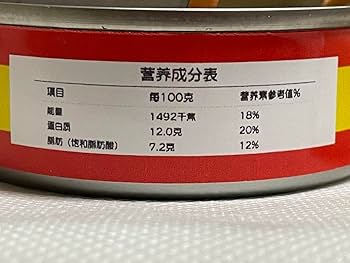 营养成分表
项目 每100克 营养素参考值%
能量 1492千焦 18%
蛋白质 12.0克 20%
脂肪（饱和脂肪酸） 7.2克 12%